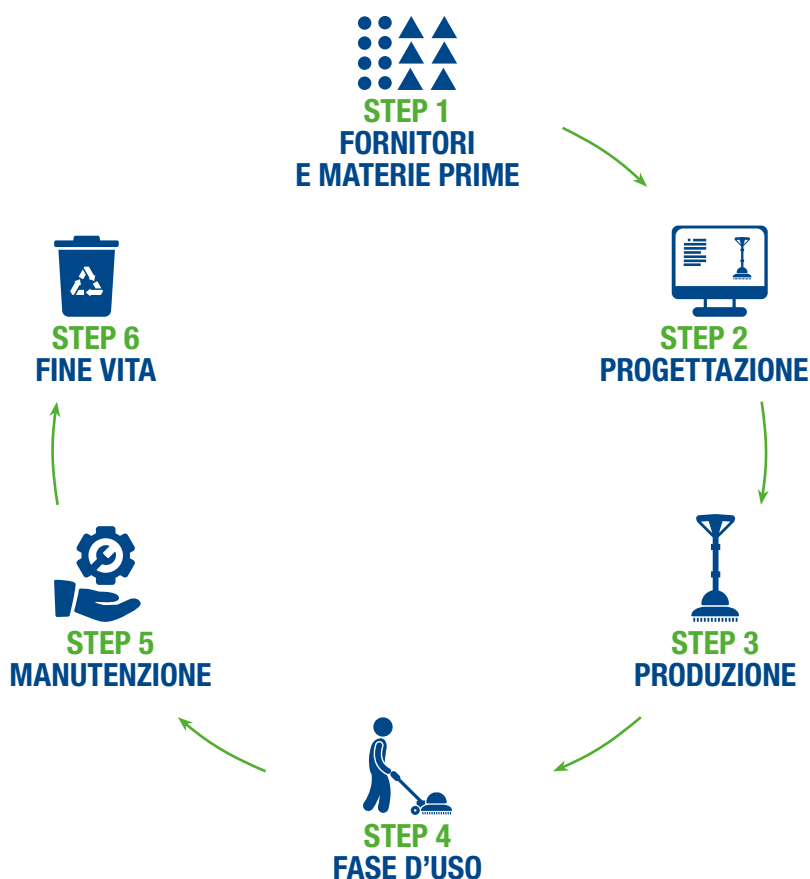 STEP 1
FORNITORI
E MATERIE PRIME
STEP 2
PROGETTAZIONE
STEP 3
PRODUZIONE
STEP 4
FASE D'USO
STEP 5
MANUTENZIONE
STEP 6
FINE VITA